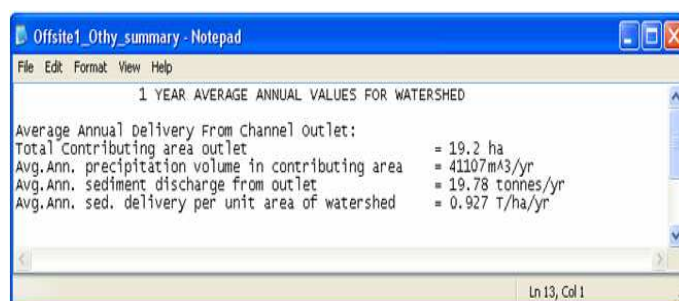 Offsite1_Othy_summary - Notepad
File Edit Format View Help
1 YEAR AVERAGE ANNUAL VALUES FOR WATERSHED
Average Annual Delivery From Channel Outlet:
Total Contributing area outlet = 19.2 ha
Avg.Ann. precipitation volume in contributing area = 41107m^3/yr
Avg.Ann. sediment discharge from outlet = 19.78 tonnes/yr
Avg.Ann. sed. delivery per unit area of watershed = 0.927 T/ha/yr
Ln 13, Col 1